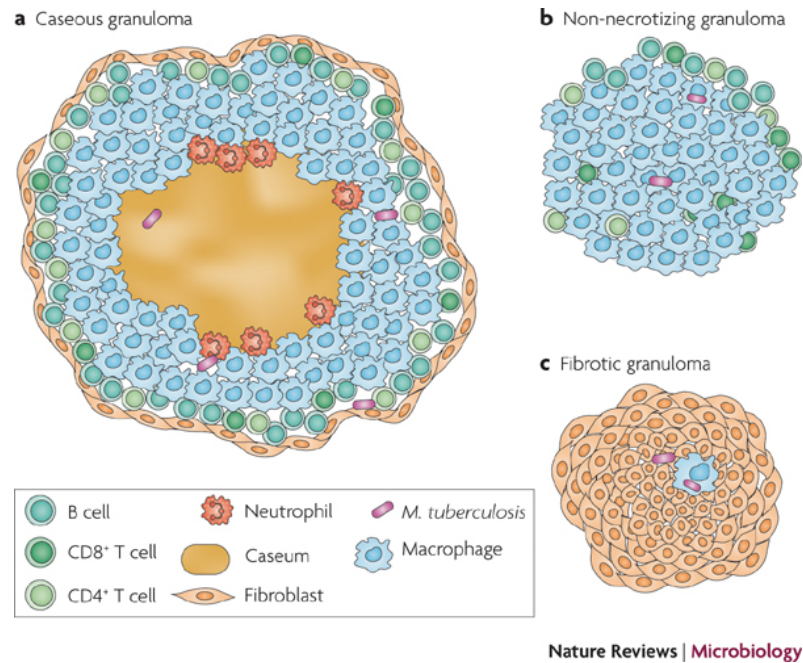 a Caseous granuloma
b Non-necrotizing granuloma
c Fibrotic granuloma
B cell
Neutrophil
M. tuberculosis
CD8⁺ T cell
Caseum
Macrophage
CD4⁺ T cell
Fibroblast
Nature Reviews | Microbiology